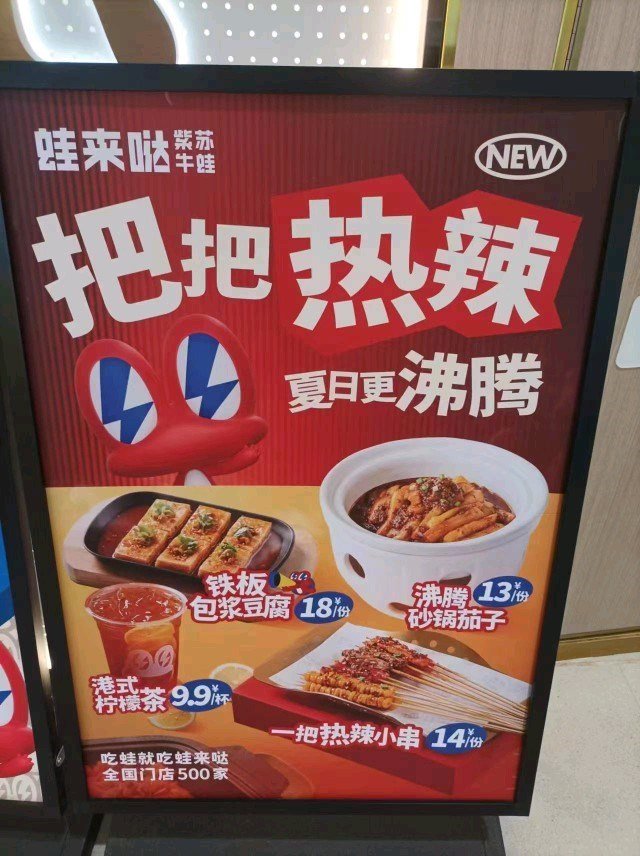 蛙来哒 紫苏牛蛙
NEW
把把热辣
夏日更沸腾
铁板
包浆豆腐 18¥/份
沸腾
砂锅茄子 13¥/份
港式
柠檬茶 9.9¥/杯
一把热辣小串 14¥/份
吃蛙就吃蛙来哒
全国门店500家